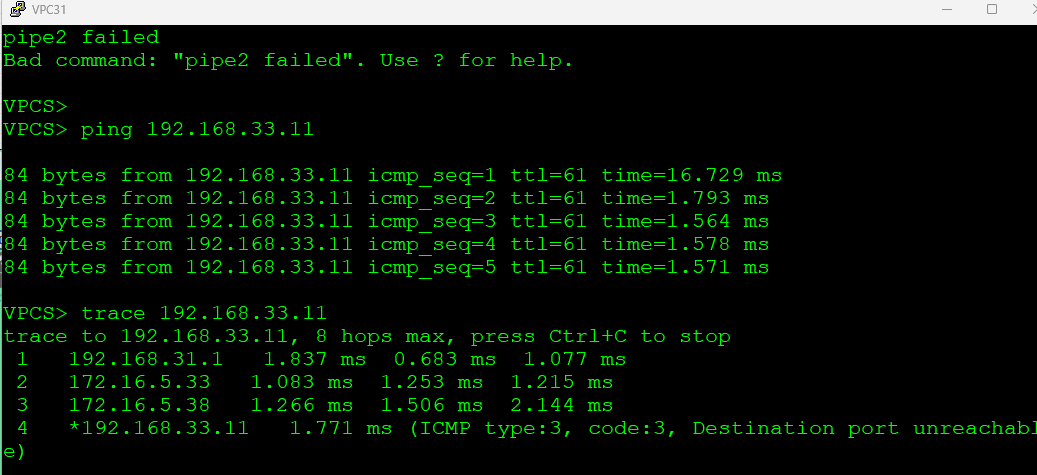 VPC31
pipe2 failed
Bad command: "pipe2 failed". Use ? for help.
VPCS>
VPCS> ping 192.168.33.11
84 bytes from 192.168.33.11 icmp_seq=1 ttl=61 time=16.729 ms
84 bytes from 192.168.33.11 icmp_seq=2 ttl=61 time=1.793 ms
84 bytes from 192.168.33.11 icmp_seq=3 ttl=61 time=1.564 ms
84 bytes from 192.168.33.11 icmp_seq=4 ttl=61 time=1.578 ms
84 bytes from 192.168.33.11 icmp_seq=5 ttl=61 time=1.571 ms
VPCS> trace 192.168.33.11
trace to 192.168.33.11, 8 hops max, press Ctrl+C to stop
1   192.168.31.1   1.837 ms  0.683 ms  1.077 ms
2   172.16.5.33   1.083 ms  1.253 ms  1.215 ms
3   172.16.5.38   1.266 ms  1.506 ms  2.144 ms
4   *192.168.33.11   1.771 ms (ICMP type:3, code:3, Destination port unreachabl
e)